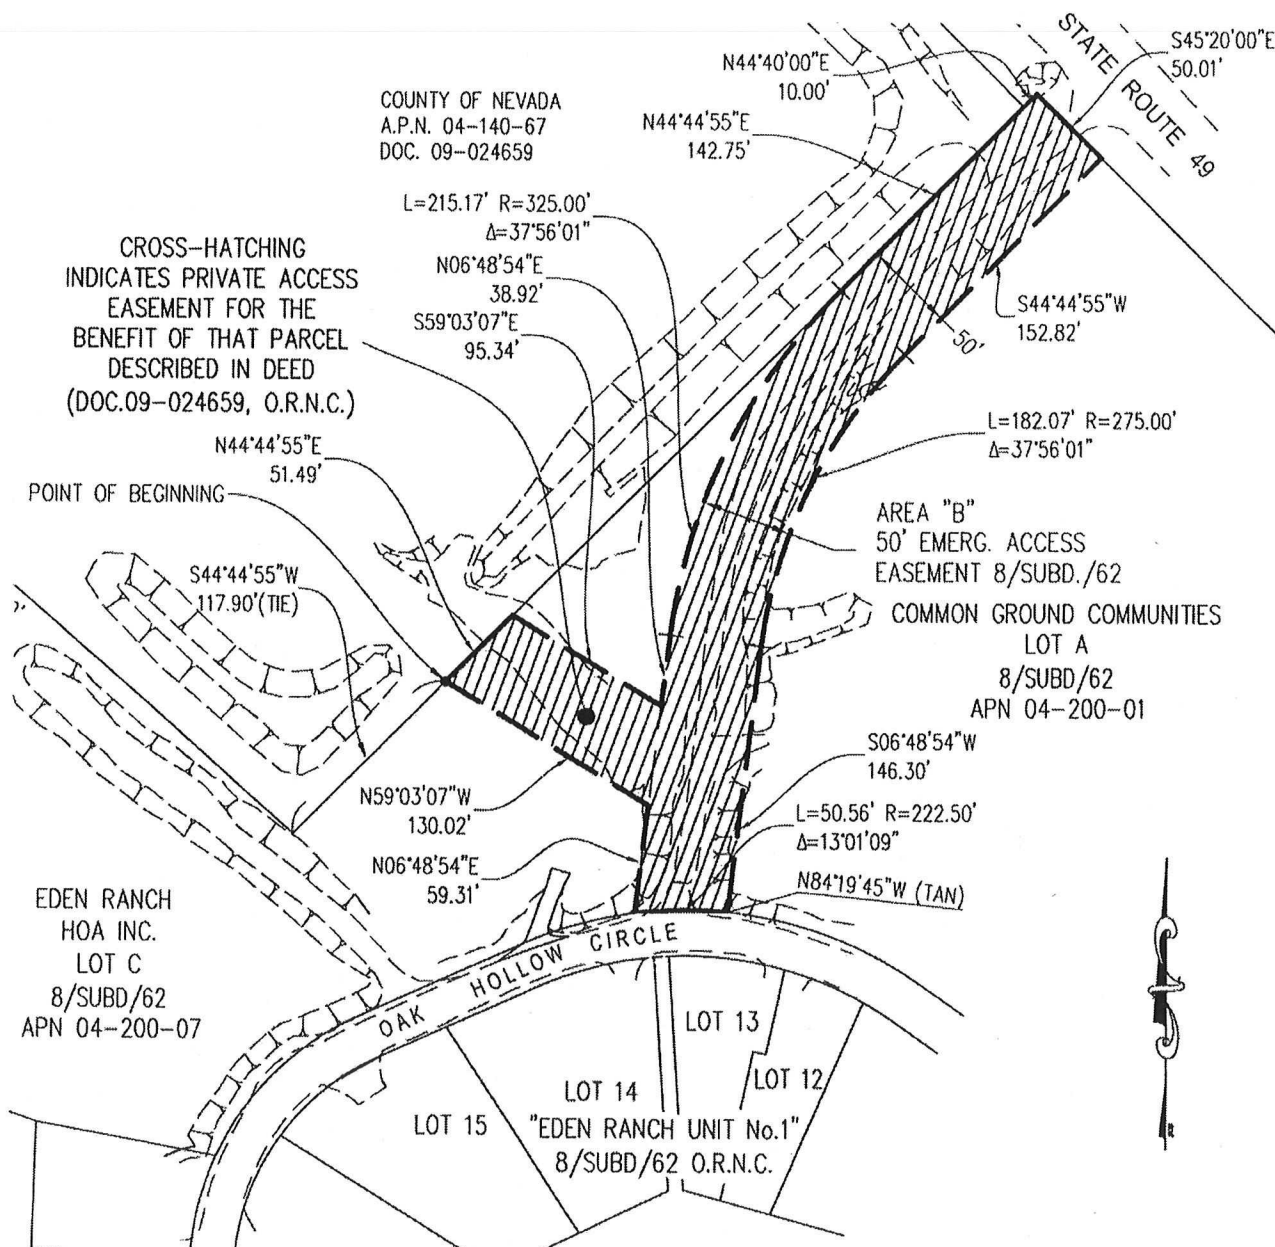 STATE ROUTE 49
S45°20'00"E
50.01'
N44°40'00"E
10.00'
COUNTY OF NEVADA
A.P.N. 04-140-67
DOC. 09-024659
N44°44'55"E
142.75'
L=215.17' R=325.00'
Δ=37°56'01"
CROSS-HATCHING
INDICATES PRIVATE ACCESS
EASEMENT FOR THE
BENEFIT OF THAT PARCEL
DESCRIBED IN DEED
(DOC.09-024659, O.R.N.C.)
N06°48'54"E
38.92'
S59°03'07"E
95.34'
S44°44'55"W
152.82'
50'
N44°44'55"E
51.49'
POINT OF BEGINNING
L=182.07' R=275.00'
Δ=37°56'01"
AREA "B"
50' EMERG. ACCESS
EASEMENT 8/SUBD./62
S44°44'55"W
117.90'(TIE)
COMMON GROUND COMMUNITIES
LOT A
8/SUBD/62
APN 04-200-01
S06°48'54"W
146.30'
N59°03'07"W
130.02'
L=50.56' R=222.50'
Δ=13°01'09"
N06°48'54"E
59.31'
N84°19'45"W (TAN)
EDEN RANCH
HOA INC.
LOT C
8/SUBD/62
APN 04-200-07
OAK HOLLOW CIRCLE
LOT 13
LOT 12
LOT 14
LOT 15
"EDEN RANCH UNIT No.1"
8/SUBD/62 O.R.N.C.